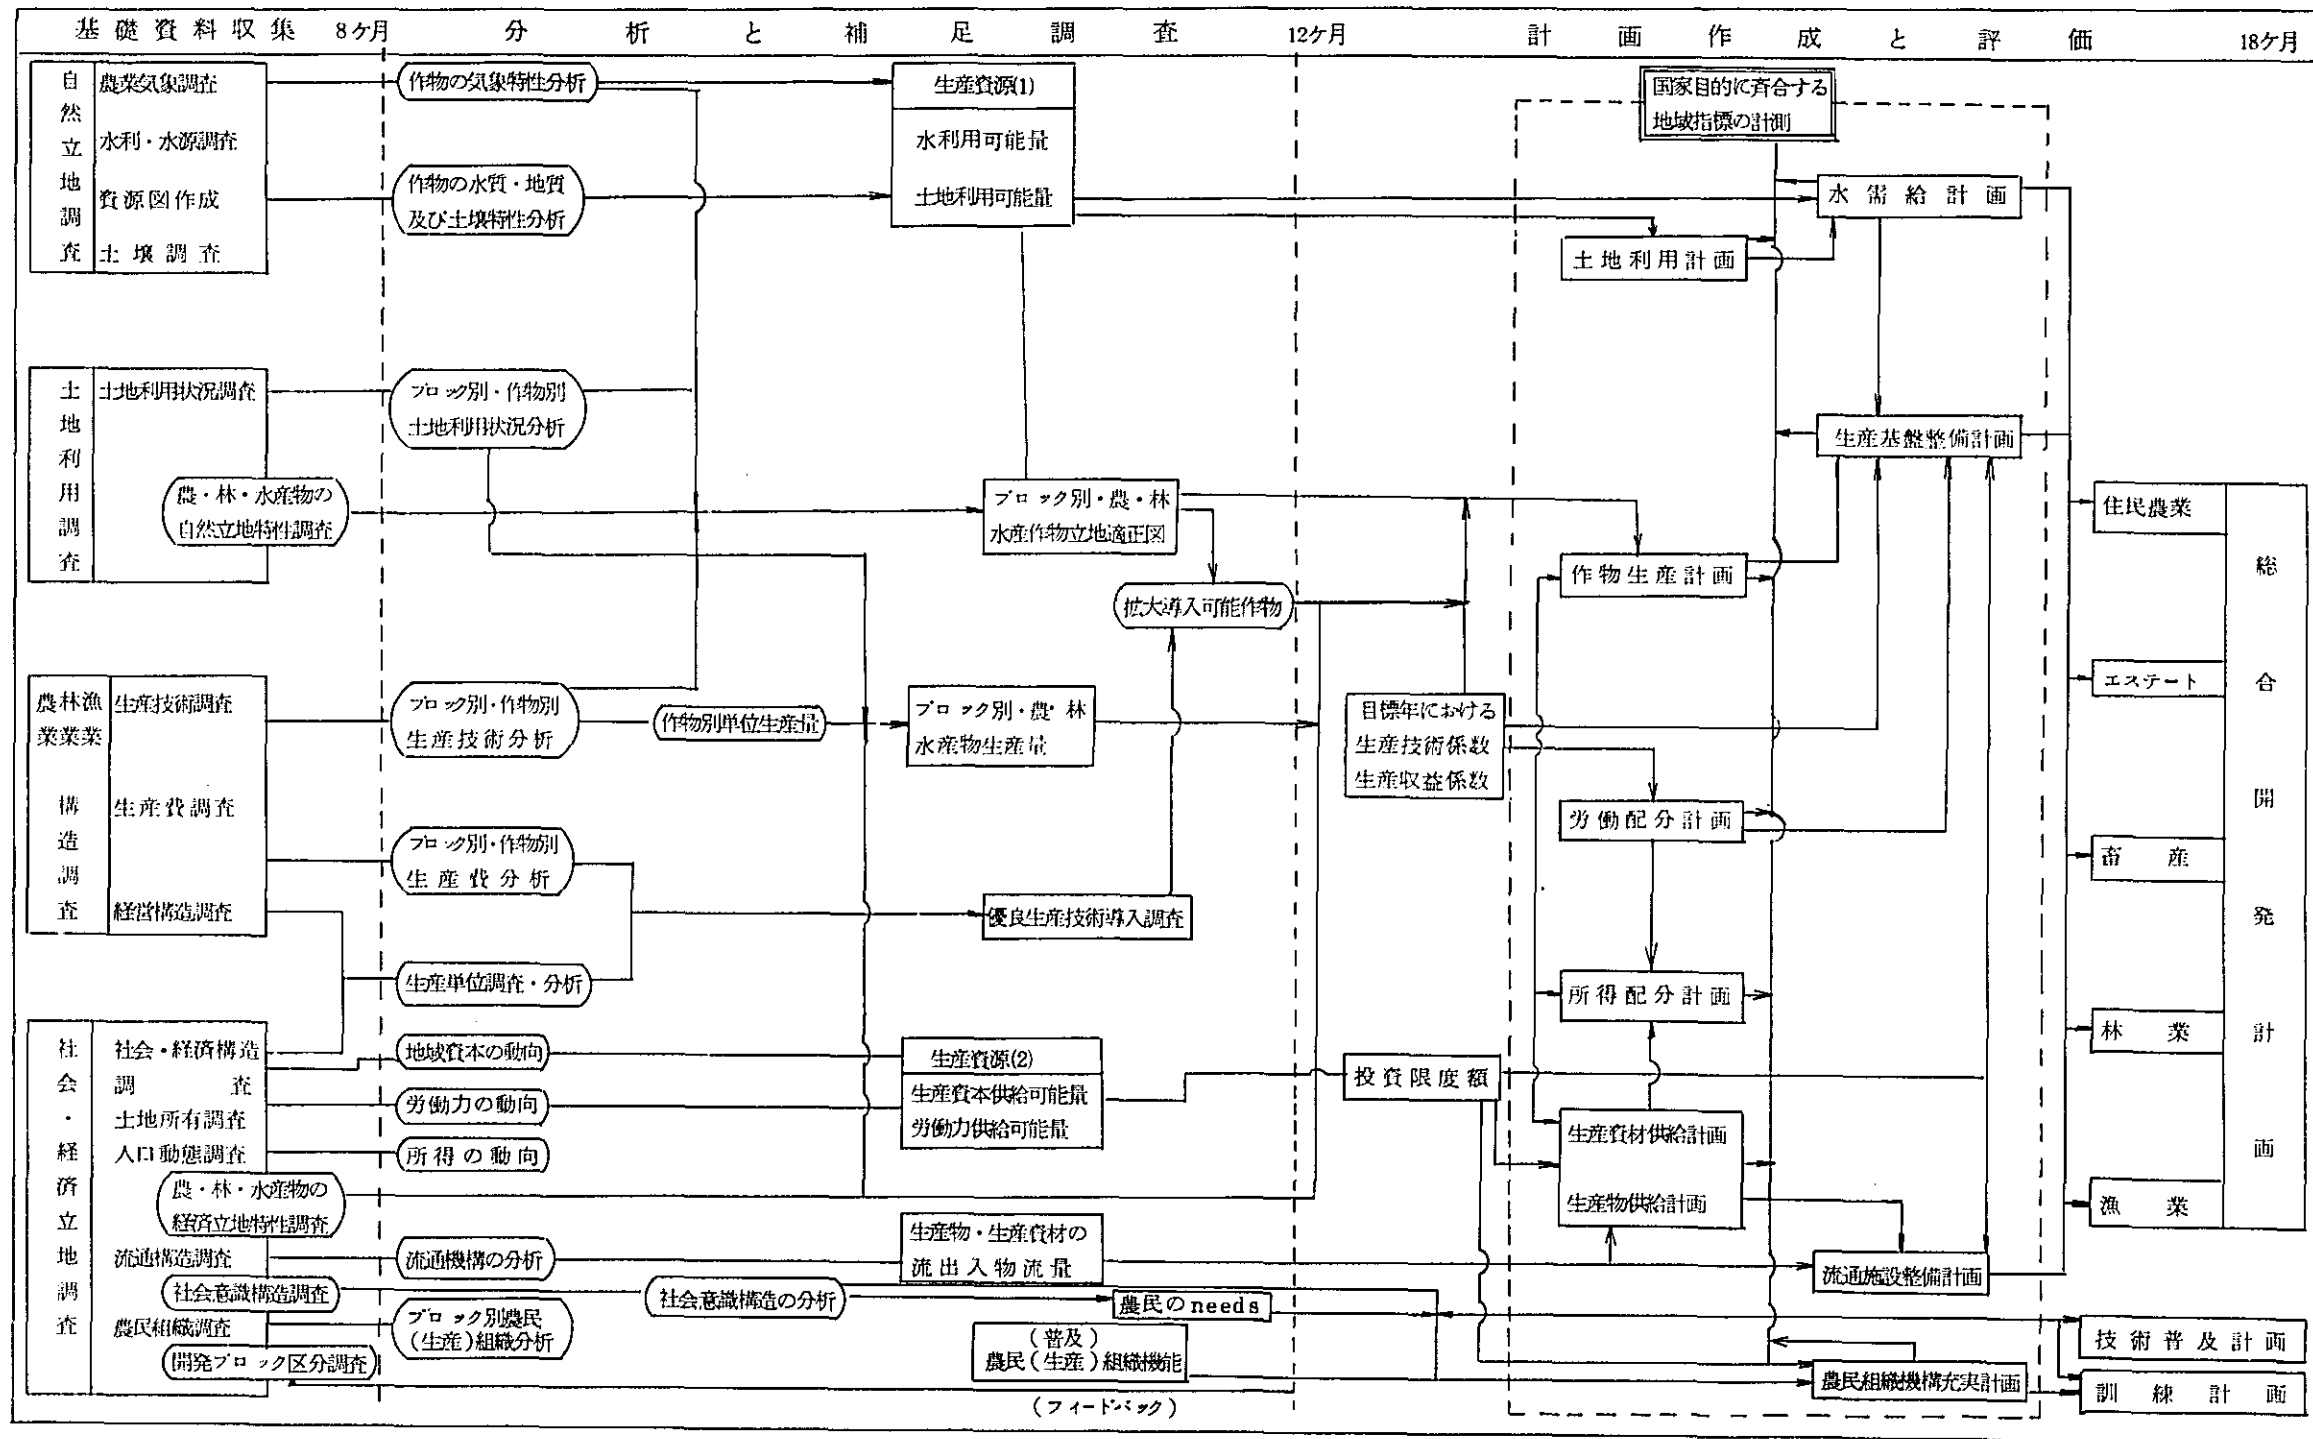 基礎資料収集 8ケ月 分析と補足調査 12ケ月 計画作成と評価 18ケ月
自然立地調査
農業気象調査
水利・水源調査
資源図作成
土壌調査
作物の気象特性分析
作物の水質・地質
及び土壌特性分析
生産資源(1)
水利用可能量
土地利用可能量
国家目的に斉合する
地域指標の計測
水需給計画
土地利用計画
土地利用調査
土地利用状況調査
農・林・水産物の
自然立地特性調査
ブロック別・作物別
土地利用状況分析
ブロック別・農・林
水産作物立地適正図
拡大導入可能作物
生産基盤整備計画
作物生産計画
農林漁
業業業
構造調査
生産技術調査
生産費調査
経営構造調査
ブロック別・作物別
生産技術分析
作物別単位生産量
ブロック別・農・林
水産物生産量
目標年における
生産技術係数
生産収益係数
労働配分計画
ブロック別・作物別
生産費分析
優良生産技術導入調査
生産単位調査・分析
所得配分計画
社会・経済立地調査
社会・経済構造
調査
土地所有調査
人口動態調査
農・林・水産物の
経済立地特性調査
流通構造調査
社会意識構造調査
農民組織調査
開発ブロック区分調査
地域資本の動向
労働力の動向
所得の動向
生産資源(2)
生産資本供給可能量
労働力供給可能量
投資限度額
生産資材供給計画
生産物供給計画
流通機構の分析
生産物・生産資材の
流出入物流量
流通施設整備計画
社会意識構造の分析
農民のneeds
ブロック別農民
(生産)組織分析
(普及)
農民(生産)組織機能
農民組織機構充実計画
(フィードバック)
住民農業
エステート
畜産
林業
漁業
総合開発計画
技術普及計画
訓練計画